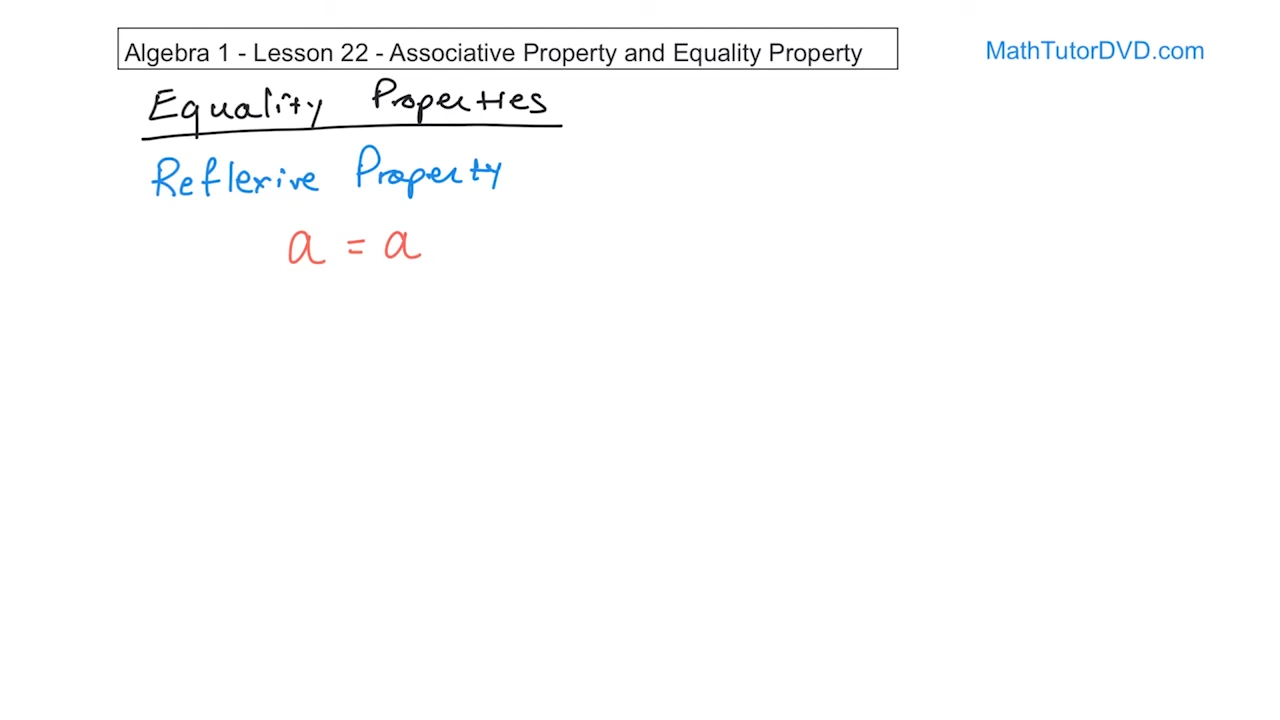 Algebra 1 - Lesson 22 - Associative Property and Equality Property
MathTutorDVD.com
Equality Properties
Reflexive Property
a = a